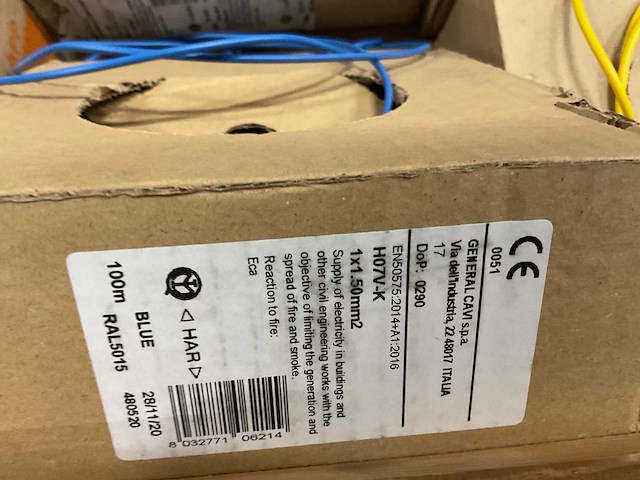 CE
0051
GENERAL CAVI s.p.a.
Via dell'Industria, 22 48017 ITALIA
17
DoP: 0290
EN50575:2014+A1:2016
H07V-K
1x1.50mm2
Supply of electricity in buildings and
other civil engineering works with the
objective of limiting the generation and
spread of fire and smoke.
Reaction to fire:
Eca
◁ HAR ▷
8 032771 06214
BLUE 28/11/20
100m RAL5015 480520